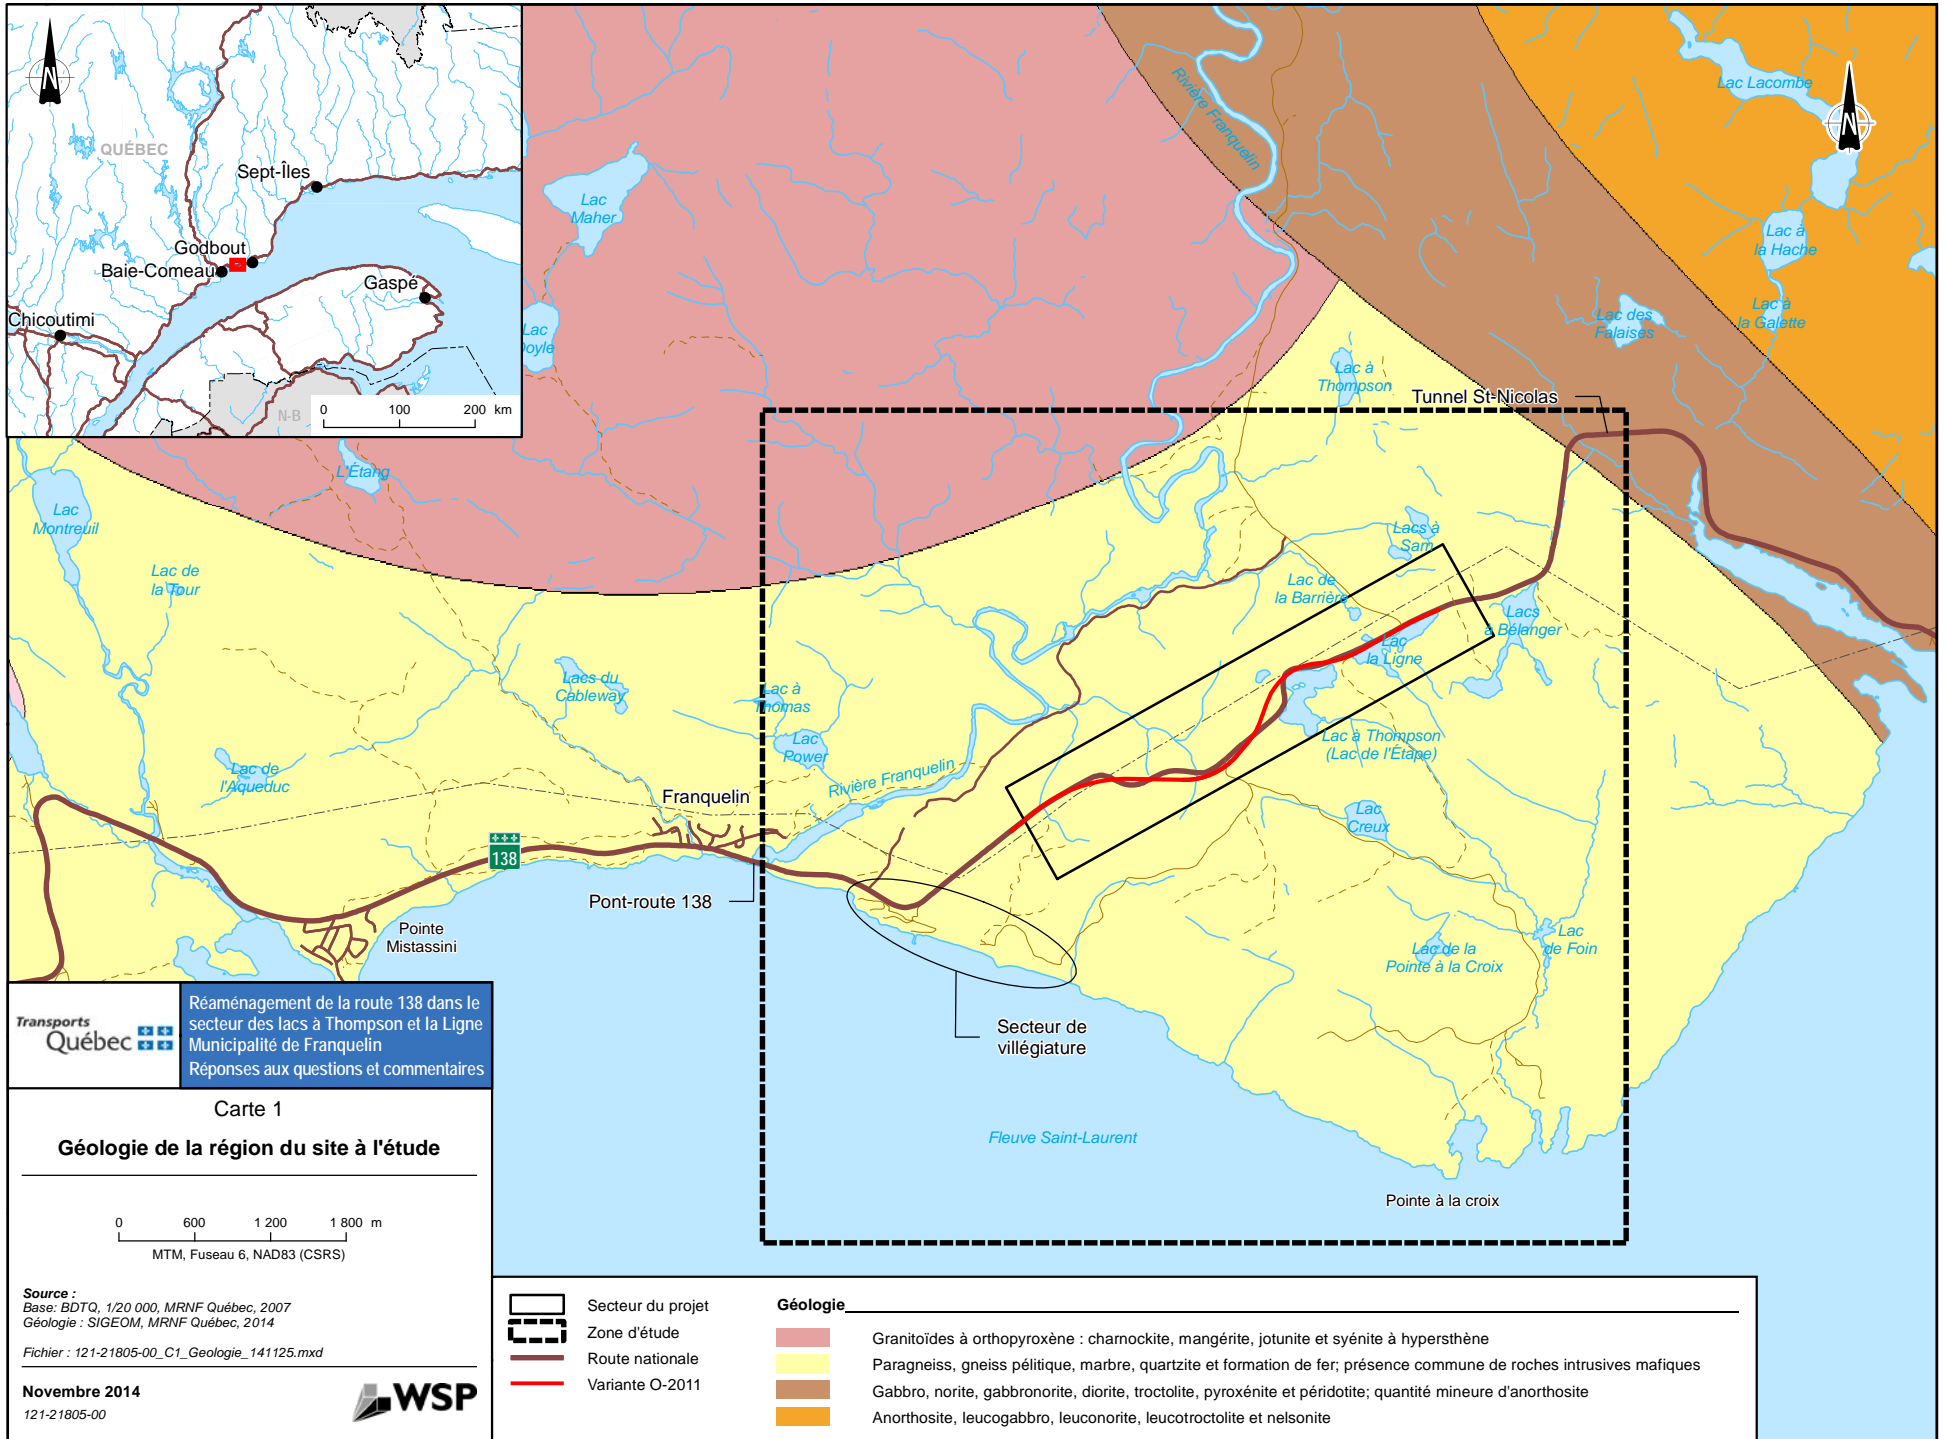 N
QUÉBEC
Sept-Îles
Godbout
Baie-Comeau
Gaspé
Chicoutimi
N-B
0 100 200 km
Rivière Franquelin
Lac Lacombe
N
Lac
Maher
Lac à
la Hache
Lac
Doyle
Lac à
la Galette
Lac des
Falaises
Lac à
Thompson
Tunnel St-Nicolas
L'Étang
Lac
Montreuil
Lacs à
Sam
Lac de
la Tour
Lac de
la Barrière
Lacs
à Bélanger
Lac
la Ligne
Lacs du
Cableway
Lac à
Thomas
Lac
Power
Lac à Thompson
(Lac de l'Étape)
Lac de
l'Aqueduc
Rivière Franquelin
Franquelin
Lac
Creux
138
Pont-route 138
Pointe
Mistassini
Lac
de Foin
Lac de la
Pointe à la Croix
Secteur de
villégiature
Fleuve Saint-Laurent
Pointe à la croix
Transports
Québec
Réaménagement de la route 138 dans le
secteur des lacs à Thompson et la Ligne
Municipalité de Franquelin
Réponses aux questions et commentaires
Carte 1
Géologie de la région du site à l'étude
0 600 1 200 1 800 m
MTM, Fuseau 6, NAD83 (CSRS)
Source :
Base: BDTQ, 1/20 000, MRNF Québec, 2007
Géologie : SIGEOM, MRNF Québec, 2014
Fichier : 121-21805-00_C1_Geologie_141125.mxd
Novembre 2014
121-21805-00
WSP
Secteur du projet
Zone d'étude
Route nationale
Variante O-2011
Géologie
Granitoïdes à orthopyroxène : charnockite, mangérite, jotunite et syénite à hypersthène
Paragneiss, gneiss pélitique, marbre, quartzite et formation de fer; présence commune de roches intrusives mafiques
Gabbro, norite, gabbronorite, diorite, troctolite, pyroxénite et péridotite; quantité mineure d'anorthosite
Anorthosite, leucogabbro, leuconorite, leucotroctolite et nelsonite